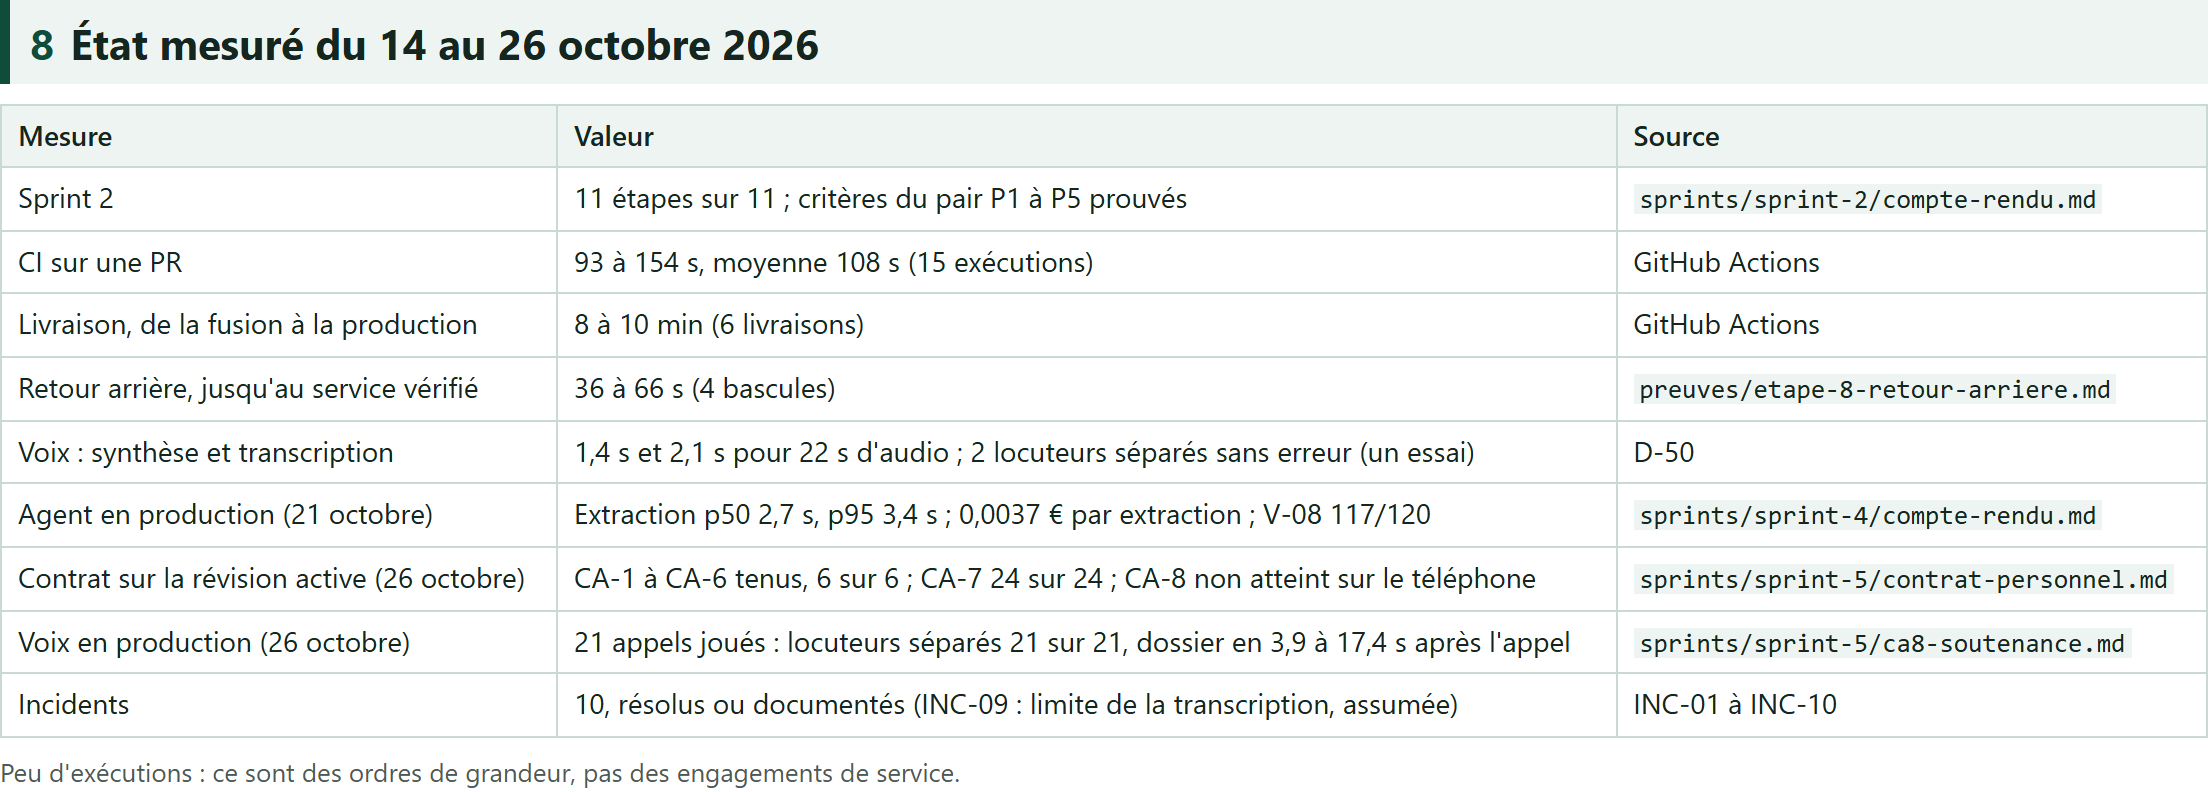 8 État mesuré du 14 au 26 octobre 2026
Mesure Valeur Source
Sprint 2 11 étapes sur 11 ; critères du pair P1 à P5 prouvés sprints/sprint-2/compte-rendu.md
CI sur une PR 93 à 154 s, moyenne 108 s (15 exécutions) GitHub Actions
Livraison, de la fusion à la production 8 à 10 min (6 livraisons) GitHub Actions
Retour arrière, jusqu'au service vérifié 36 à 66 s (4 bascules) preuves/etape-8-retour-arriere.md
Voix : synthèse et transcription 1,4 s et 2,1 s pour 22 s d'audio ; 2 locuteurs séparés sans erreur (un essai) D-50
Agent en production (21 octobre) Extraction p50 2,7 s, p95 3,4 s ; 0,0037 € par extraction ; V-08 117/120 sprints/sprint-4/compte-rendu.md
Contrat sur la révision active (26 octobre) CA-1 à CA-6 tenus, 6 sur 6 ; CA-7 24 sur 24 ; CA-8 non atteint sur le téléphone sprints/sprint-5/contrat-personnel.md
Voix en production (26 octobre) 21 appels joués : locuteurs séparés 21 sur 21, dossier en 3,9 à 17,4 s après l'appel sprints/sprint-5/ca8-soutenance.md
Incidents 10, résolus ou documentés (INC-09 : limite de la transcription, assumée) INC-01 à INC-10
Peu d'exécutions : ce sont des ordres de grandeur, pas des engagements de service.